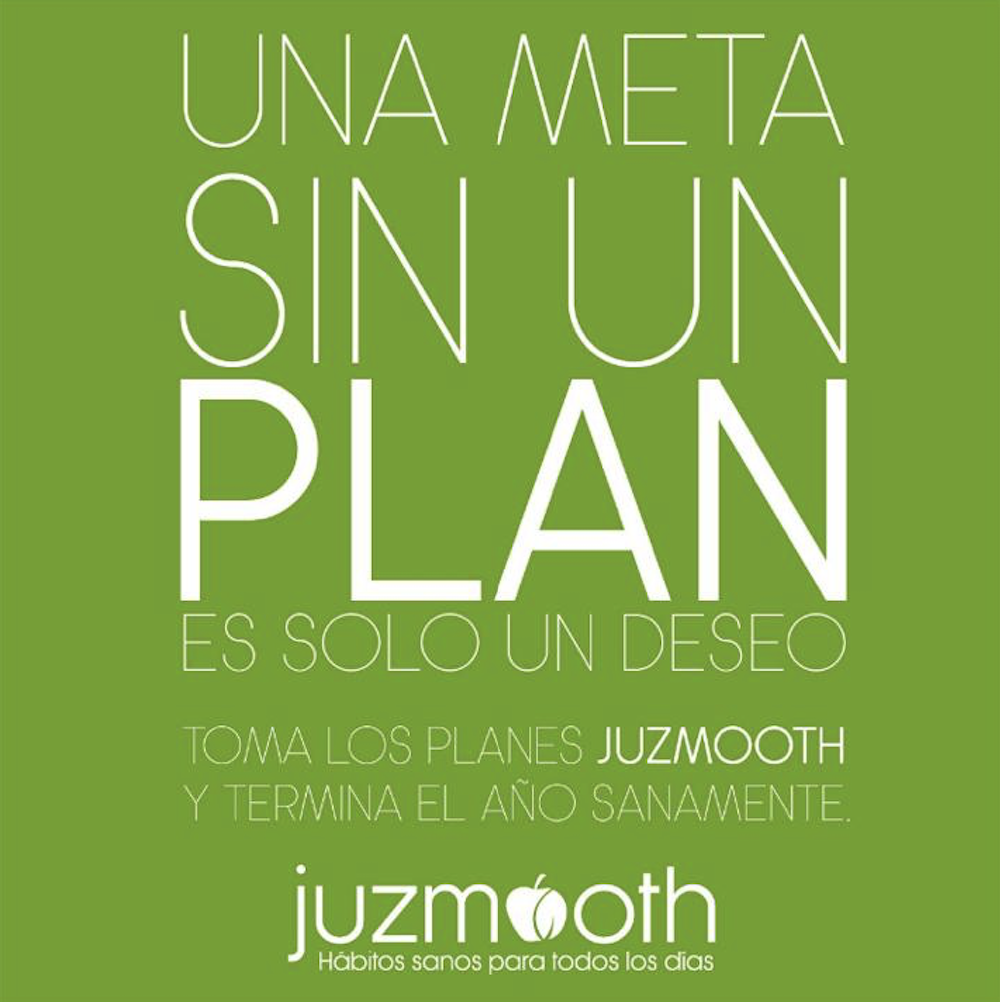 UNA META
SIN UN
PLAN
ES SOLO UN DESEO
TOMA LOS PLANES JUZMOOTH
Y TERMINA EL AÑO SANAMENTE.
juzmooth
Hábitos sanos para todos los días